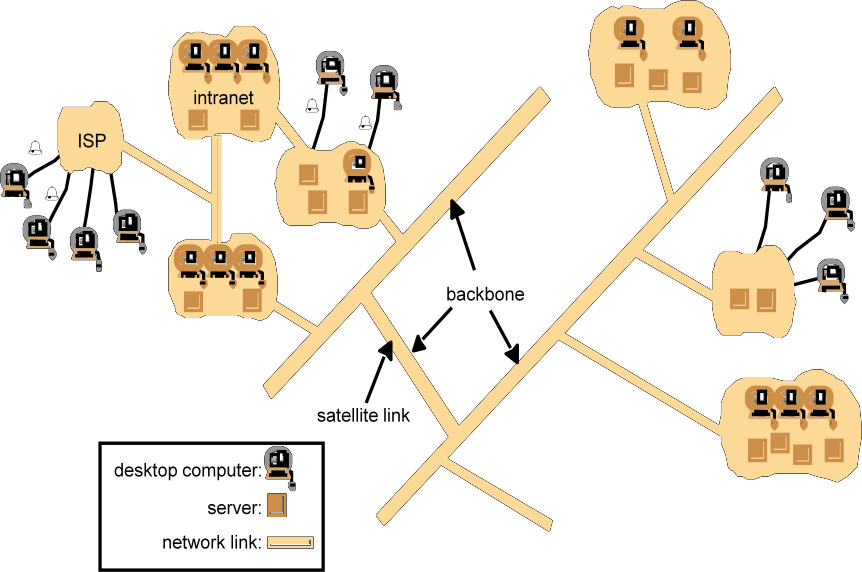 intranet
ISP
backbone
satellite link
desktop computer:
server:
network link: